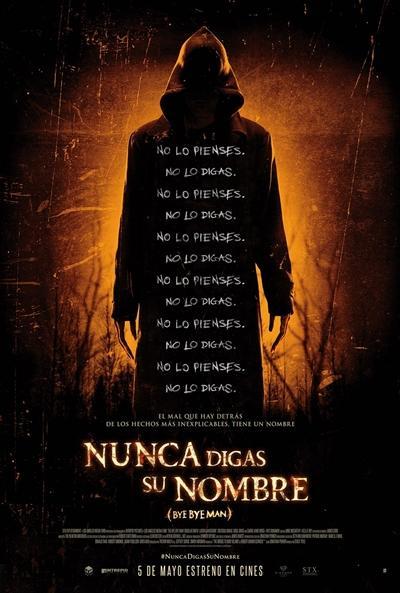 NO LO PIENSES.
NO LO DIGAS.
NO LO PIENSES.
NO LO DIGAS.
NO LO PIENSES.
NO LO DIGAS.
NO LO PIENSES.
NO LO DIGAS.
NO LO PIENSES.
NO LO DIGAS.
NO LO PIENSES.
NO LO DIGAS.
EL MAL QUE HAY DETRÁS
DE LOS HECHOS MÁS INEXPLICABLES, TIENE UN NOMBRE
NUNCA DIGAS
SU NOMBRE
(BYE BYE MAN)
#NUNCADIGASSUNOMBRE
5 DE MAYO ESTRENO EN CINES
STX